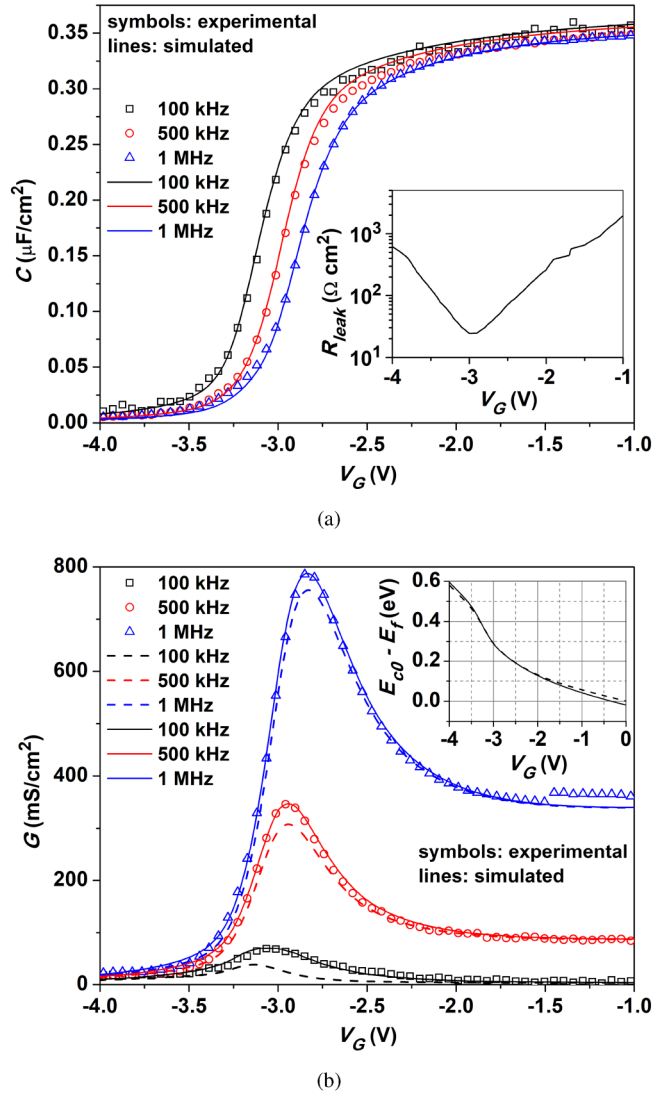 symbols: experimental
lines: simulated
100 kHz
500 kHz
1 MHz
100 kHz
500 kHz
1 MHz
C (μF/cm²)
0.35
0.30
0.25
0.20
0.15
0.10
0.05
0.00
R_leak (Ω cm²)
10³
10²
10¹
-4 -3 -2 -1
V_G (V)
-4.0 -3.5 -3.0 -2.5 -2.0 -1.5 -1.0
V_G (V)
(a)
G (mS/cm²)
800
600
400
200
0
100 kHz
500 kHz
1 MHz
100 kHz
500 kHz
1 MHz
100 kHz
500 kHz
1 MHz
E_c0 - E_f (eV)
0.6
0.4
0.2
0.0
-4 -3 -2 -1 0
V_G (V)
symbols: experimental
lines: simulated
-4.0 -3.5 -3.0 -2.5 -2.0 -1.5 -1.0
V_G (V)
(b)